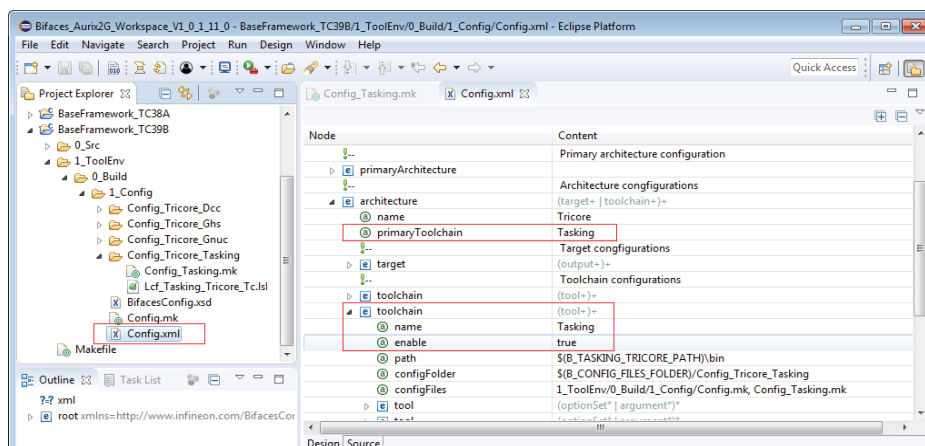 Bifaces_Aurix2G_Workspace_V1_0_1_11_0 - BaseFramework_TC39B/1_ToolEnv/0_Build/1_Config/Config.xml - Eclipse Platform
File Edit Navigate Search Project Run Design Window Help
Quick Access
Project Explorer
BaseFramework_TC38A
BaseFramework_TC39B
0_Src
1_ToolEnv
0_Build
1_Config
Config_Tricore_Dcc
Config_Tricore_Ghs
Config_Tricore_Gnuc
Config_Tricore_Tasking
Config_Tasking.mk
Lcf_Tasking_Tricore_Tc.lsl
BifacesConfig.xsd
Config.mk
Config.xml
Makefile
Outline Task List
?=? xml
root xmlns=http://www.infineon.com/BifacesCor
Config_Tasking.mk Config.xml
Node Content
Primary architecture configuration
primaryArchitecture
Architecture congfigurations
architecture (target+ | toolchain+)+
name Tricore
primaryToolchain Tasking
Target congfigurations
target (output+)+
Toolchain configurations
toolchain (tool+)+
toolchain (tool+)+
name Tasking
enable true
path $(B_TASKING_TRICORE_PATH)\bin
configFolder $(B_CONFIG_FILES_FOLDER)/Config_Tricore_Tasking
configFiles 1_ToolEnv/0_Build/1_Config/Config.mk, Config_Tasking.mk
tool (optionSet* | argument*)*
Design Source